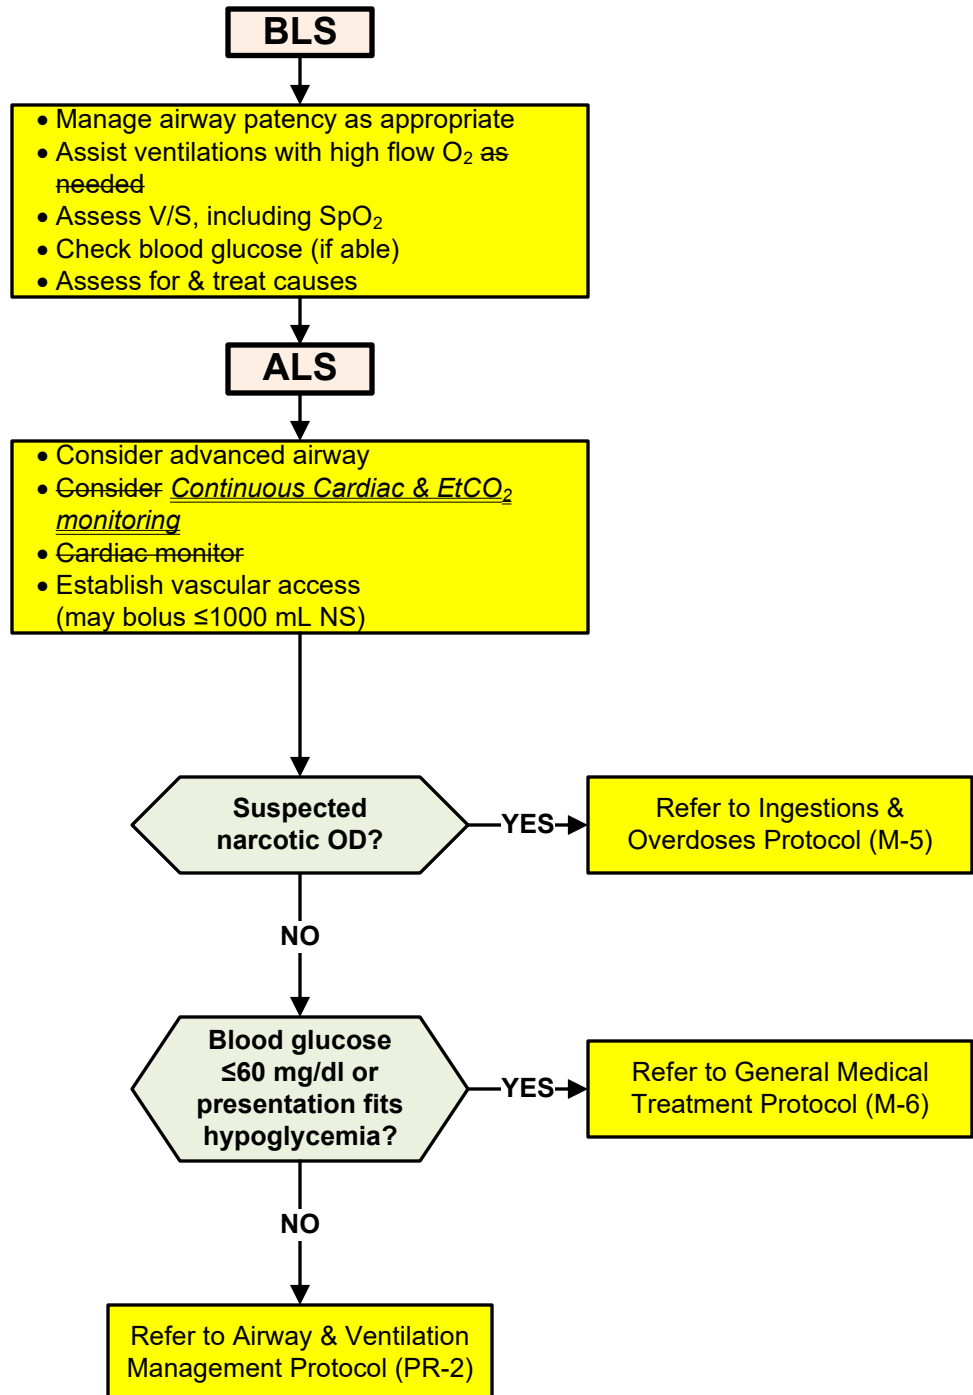 BLS
• Manage airway patency as appropriate
• Assist ventilations with high flow O₂ as
needed
• Assess V/S, including SpO₂
• Check blood glucose (if able)
• Assess for & treat causes
ALS
• Consider advanced airway
• Consider Continuous Cardiac & EtCO₂
monitoring
• Cardiac monitor
• Establish vascular access
(may bolus ≤1000 mL NS)
Suspected
narcotic OD?
YES
Refer to Ingestions &
Overdoses Protocol (M-5)
NO
Blood glucose
≤60 mg/dl or
presentation fits
hypoglycemia?
YES
Refer to General Medical
Treatment Protocol (M-6)
NO
Refer to Airway & Ventilation
Management Protocol (PR-2)